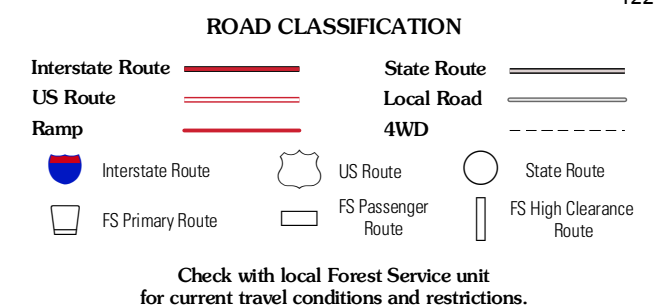 ROAD CLASSIFICATION
Interstate Route
State Route
US Route
Local Road
Ramp
4WD
Interstate Route
US Route
State Route
FS Primary Route
FS Passenger
Route
FS High Clearance
Route
Check with local Forest Service unit
for current travel conditions and restrictions.